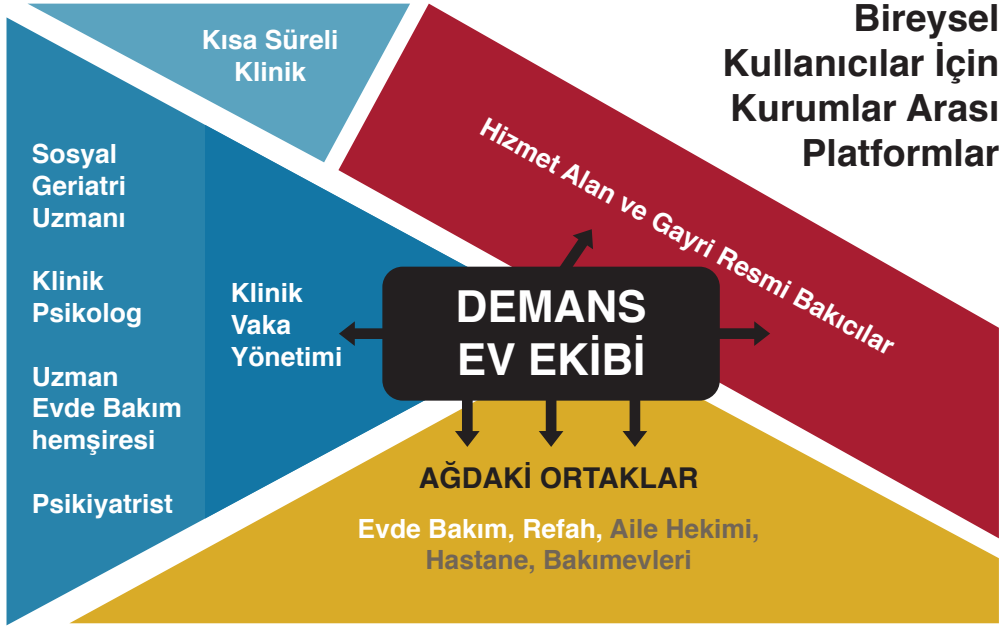 Bireysel
Kullanıcılar İçin
Kurumlar Arası
Platformlar
Kısa Süreli
Klinik
Hizmet Alan ve Gayri Resmi Bakıcılar
Sosyal
Geriatri
Uzmanı
Klinik
Psikolog
Uzman
Evde Bakım
hemşiresi
Psikiyatrist
Klinik
Vaka
Yönetimi
DEMANS
EV EKİBİ
AĞDAKİ ORTAKLAR
Evde Bakım, Refah, Aile Hekimi,
Hastane, Bakımevleri